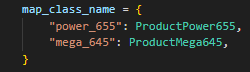 map_class_name = {
    "power_655": ProductPower655,
    "mega_645": ProductMega645,
}